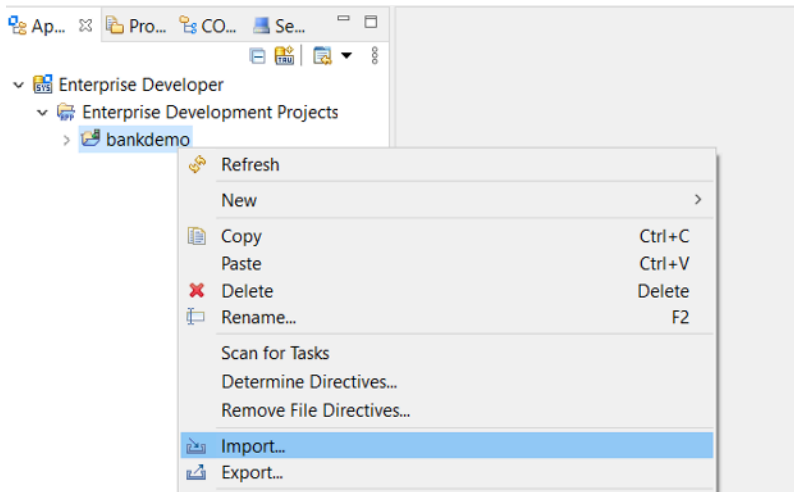 Ap... Pro... CO... Se...
Enterprise Developer
Enterprise Development Projects
bankdemo
Refresh
New
Copy Ctrl+C
Paste Ctrl+V
Delete Delete
Rename... F2
Scan for Tasks
Determine Directives...
Remove File Directives...
Import...
Export...